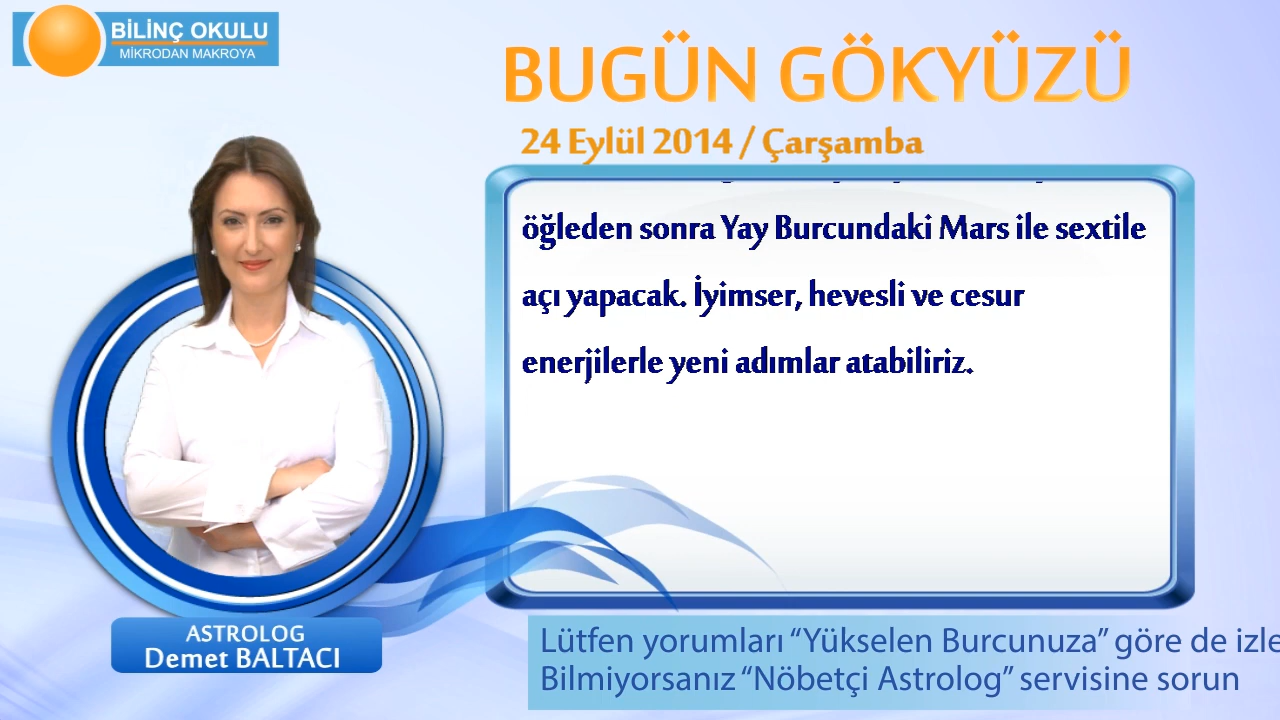 BİLİNÇ OKULU
MİKRODAN MAKROYA
BUGÜN GÖKYÜZÜ
24 Eylül 2014 / Çarşamba
öğleden sonra Yay Burcundaki Mars ile sextile
açı yapacak. İyimser, hevesli ve cesur
enerjilerle yeni adımlar atabiliriz.
ASTROLOG
Demet BALTACI
Lütfen yorumları “Yükselen Burcunuza” göre de izle
Bilmiyorsanız “Nöbetçi Astrolog” servisine sorun